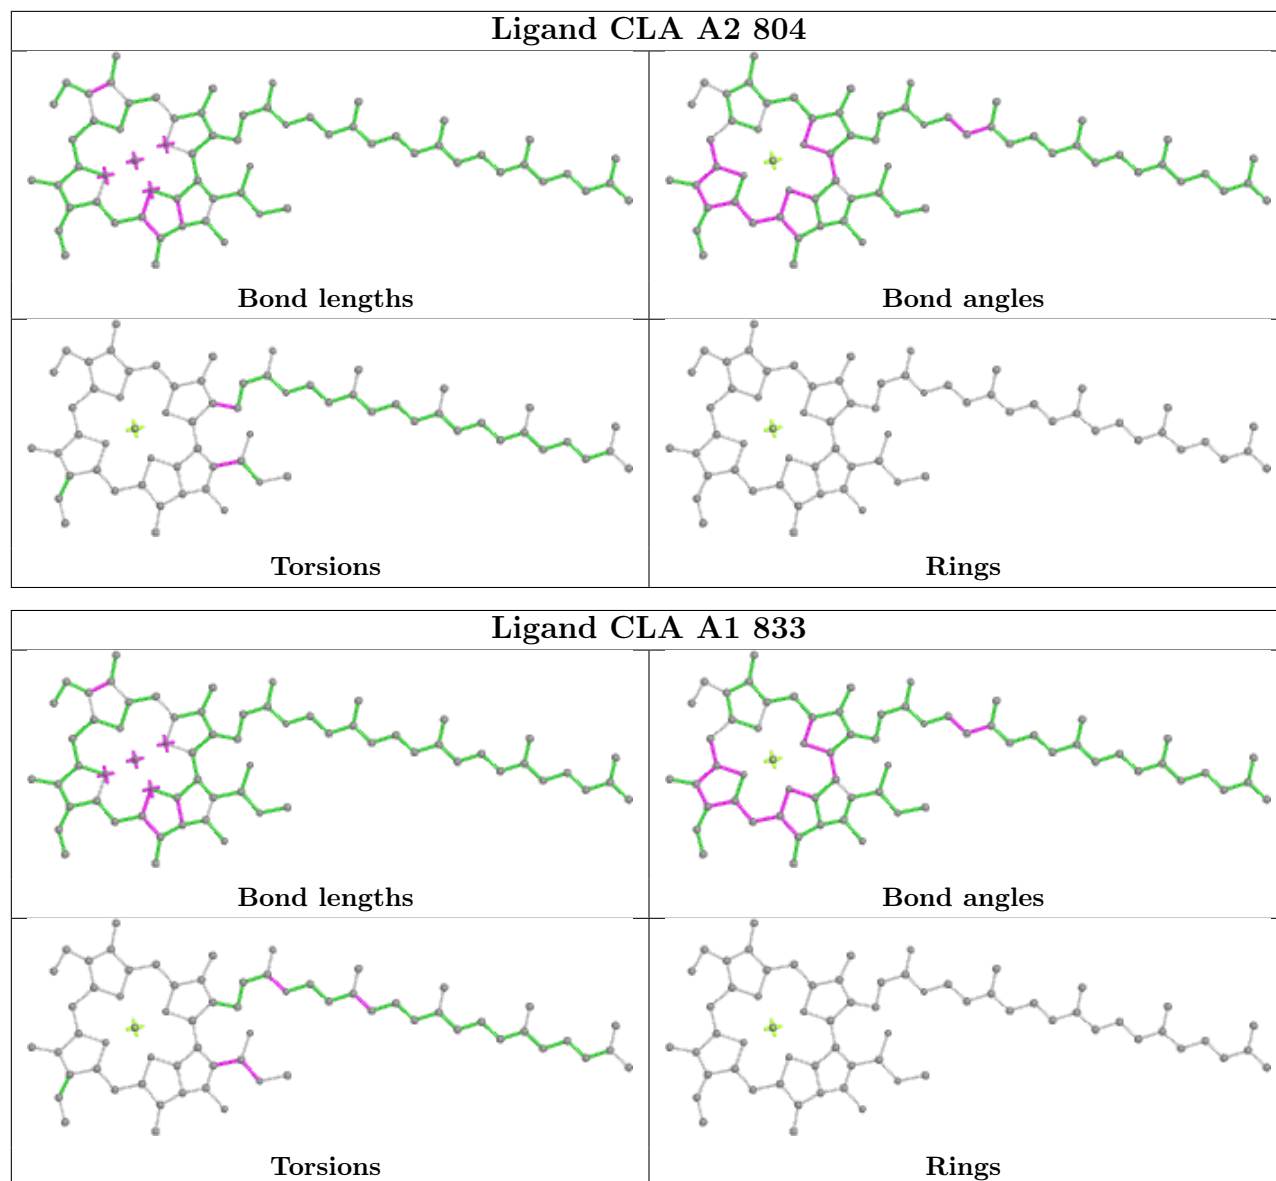 Ligand CLA A2 804
Bond lengths
Bond angles
Torsions
Rings
Ligand CLA A1 833
Bond lengths
Bond angles
Torsions
Rings